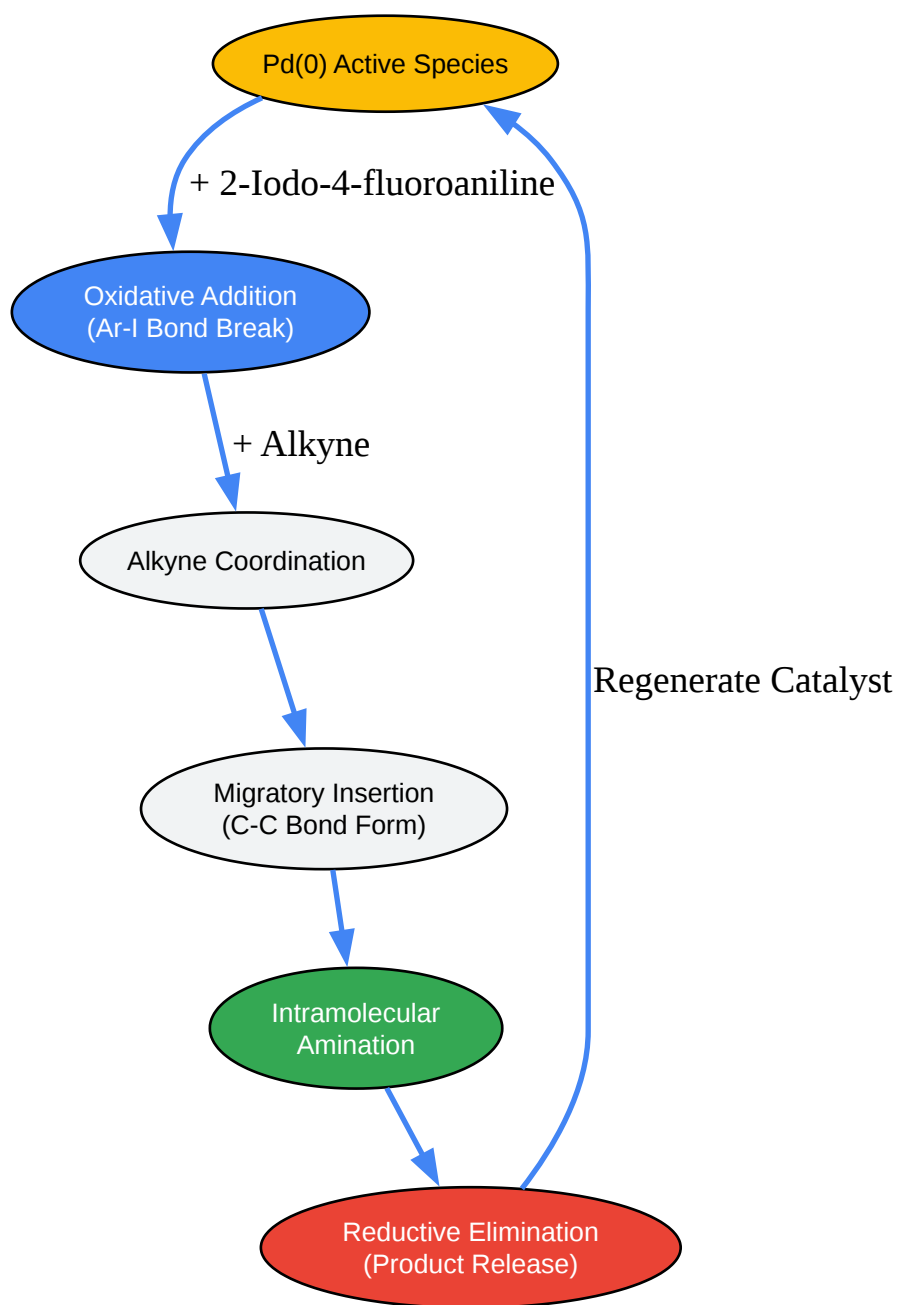 Pd(0) Active Species
+ 2-Iodo-4-fluoroaniline
Oxidative Addition
(Ar-I Bond Break)
+ Alkyne
Alkyne Coordination
Regenerate Catalyst
Migratory Insertion
(C-C Bond Form)
Intramolecular
Amination
Reductive Elimination
(Product Release)